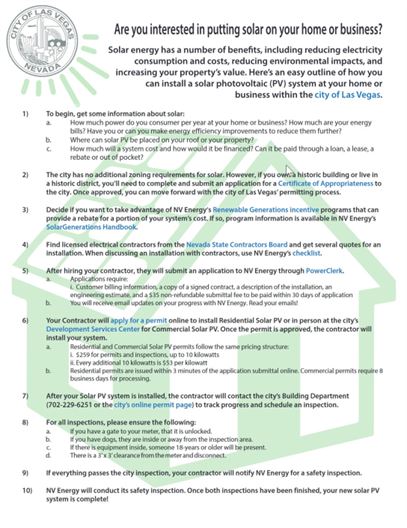 CITY OF LAS VEGAS
NEVADA
Are you interested in putting solar on your home or business?
Solar energy has a number of benefits, including reducing electricity
consumption and costs, reducing environmental impacts, and
increasing your property's value. Here's an easy outline of how you
can install a solar photovoltaic (PV) system at your home or
business within the city of Las Vegas.
1) To begin, get some information about solar:
a. How much power do you consumer per year at your home or business? How much are your energy
bills? Have you or can you make energy efficiency improvements to reduce them further?
b. Where can solar PV be placed on your roof or your property?
c. How much will a system cost and how would it be financed? Can it be paid through a loan, a lease, a
rebate or out of pocket?
2) The city has no additional zoning requirements for solar. However, if you own a historic building or live in
a historic district, you'll need to complete and submit an application for a Certificate of Appropriateness to
the city. Once approved, you can move forward with the city of Las Vegas' permitting process.
3) Decide if you want to take advantage of NV Energy's Renewable Generations incentive programs that can
provide a rebate for a portion of your system's cost. If so, program information is available in NV Energy's
SolarGenerations Handbook.
4) Find licensed electrical contractors from the Nevada State Contractors Board and get several quotes for an
installation. When discussing an installation with contractors, use NV Energy's checklist.
5) After hiring your contractor, they will submit an application to NV Energy through PowerClerk.
a. Applications require:
i. Customer billing information, a copy of a signed contract, a description of the installation, an
engineering estimate, and a $35 non-refundable submittal fee to be paid within 30 days of application
b. You will receive email updates on your progress with NV Energy. Read your emails!
6) Your Contractor will apply for a permit online to install Residential Solar PV or in person at the city's
Development Services Center for Commercial Solar PV. Once the permit is approved, the contractor will
install your system.
a. Residential and Commercial Solar PV permits follow the same pricing structure:
i. $259 for permits and inspections, up to 10 kilowatts
ii. Every additional 10 kilowatts is $53 per kilowatt
b. Residential permits are issued within 3 minutes of the application submittal online. Commercial permits require 8
business days for processing.
7) After your Solar PV system is installed, the contractor will contact the city's Building Department
(702-229-6251 or the city's online permit page) to track progress and schedule an inspection.
8) For all inspections, please ensure the following:
a. If you have a gate to your meter, that it is unlocked.
b. If you have dogs, they are inside or away from the inspection area.
c. If there is equipment inside, someone 18-years or older will be present.
d. There is a 3' x 3' clearance from the meter and disconnect.
9) If everything passes the city inspection, your contractor will notify NV Energy for a safety inspection.
10) NV Energy will conduct its safety inspection. Once both inspections have been finished, your new solar PV
system is complete!